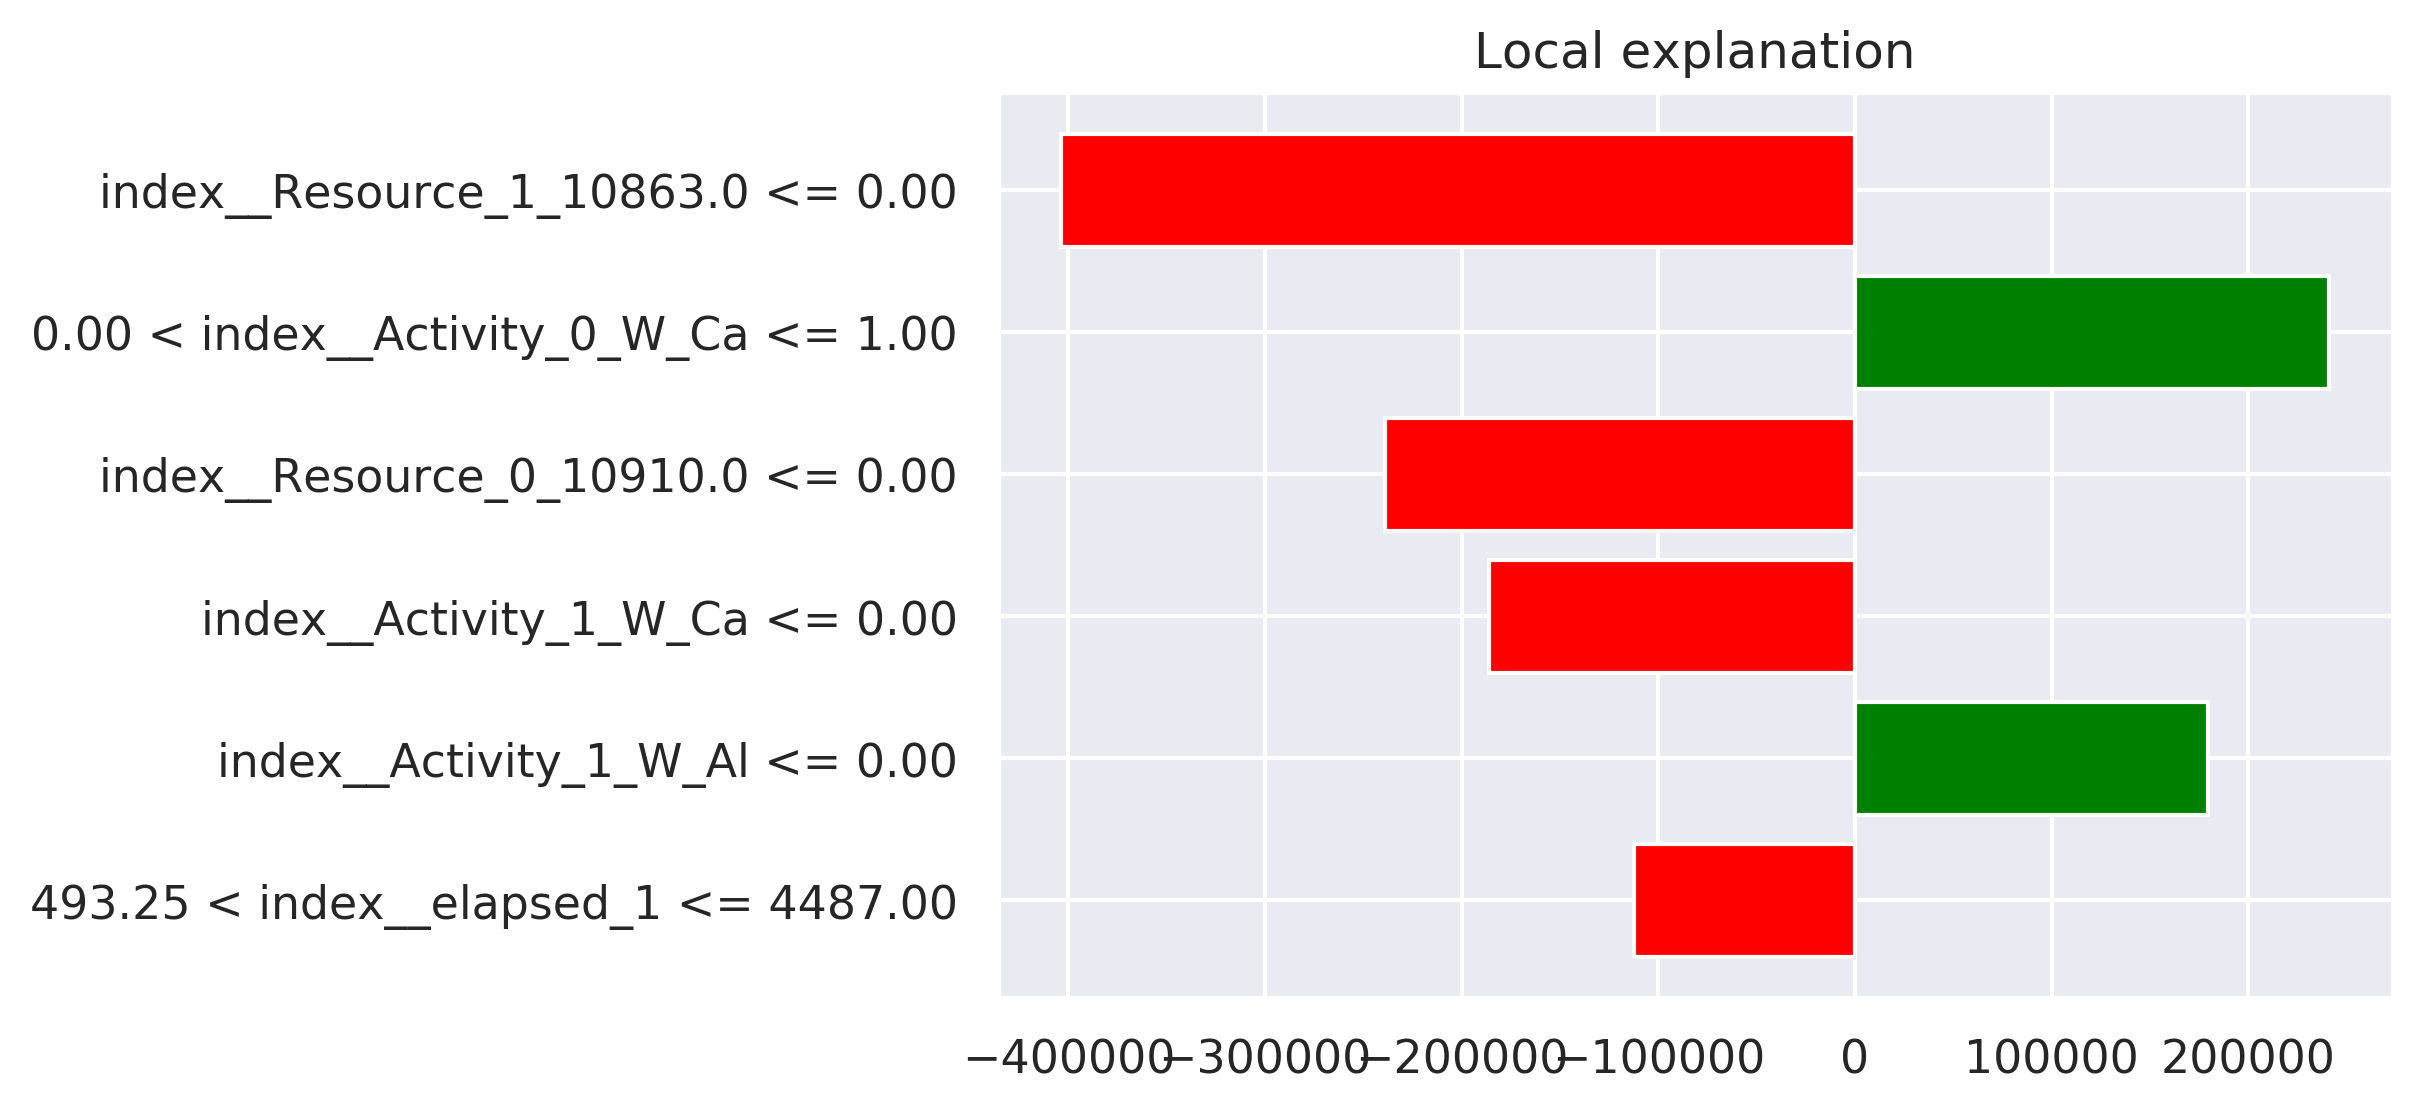 Local explanation
index__Resource_1_10863.0 <= 0.00
0.00 < index__Activity_0_W_Ca <= 1.00
index__Resource_0_10910.0 <= 0.00
index__Activity_1_W_Ca <= 0.00
index__Activity_1_W_Al <= 0.00
493.25 < index__elapsed_1 <= 4487.00
−400000 −300000 −200000 −100000 0 100000 200000